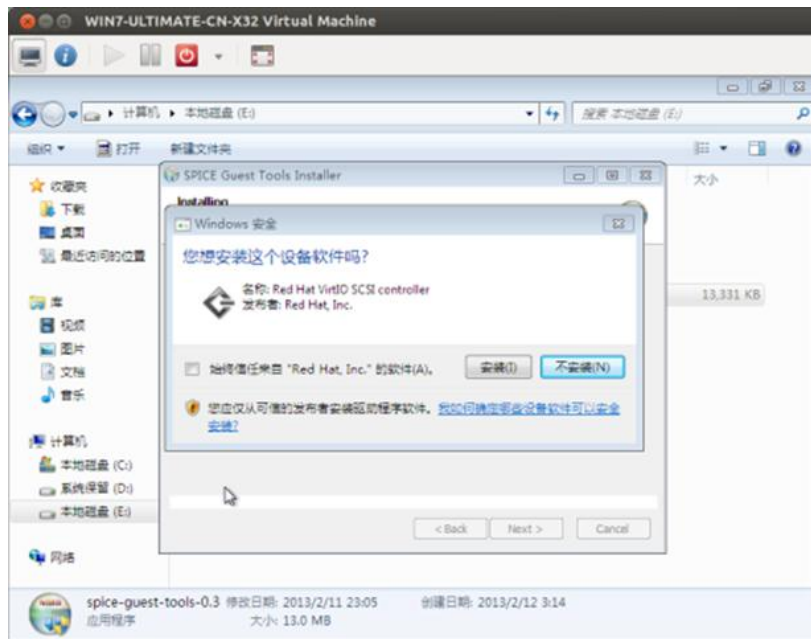 WIN7-ULTIMATE-CN-X32 Virtual Machine
计算机 本地磁盘 (E:)
搜索 本地磁盘 (E:)
组织 打开 新建文件夹
收藏夹
下载
桌面
最近访问的位置
库
视频
图片
文档
音乐
计算机
本地磁盘 (C:)
系统保留 (D:)
本地磁盘 (E:)
网络
大小
13,331 KB
SPICE Guest Tools Installer
Installing
Windows 安全
您想安装这个设备软件吗?
名称: Red Hat VirtIO SCSI controller
发布者: Red Hat, Inc.
始终信任来自 "Red Hat, Inc." 的软件(A)。
安装(I) 不安装(N)
您应仅从可信的发布者安装驱动程序软件。我如何确定哪些设备软件可以安全
安装?
< Back Next > Cancel
spice-guest-tools-0.3 修改日期: 2013/2/11 23:05 创建日期: 2013/2/12 3:14
应用程序 大小: 13.0 MB